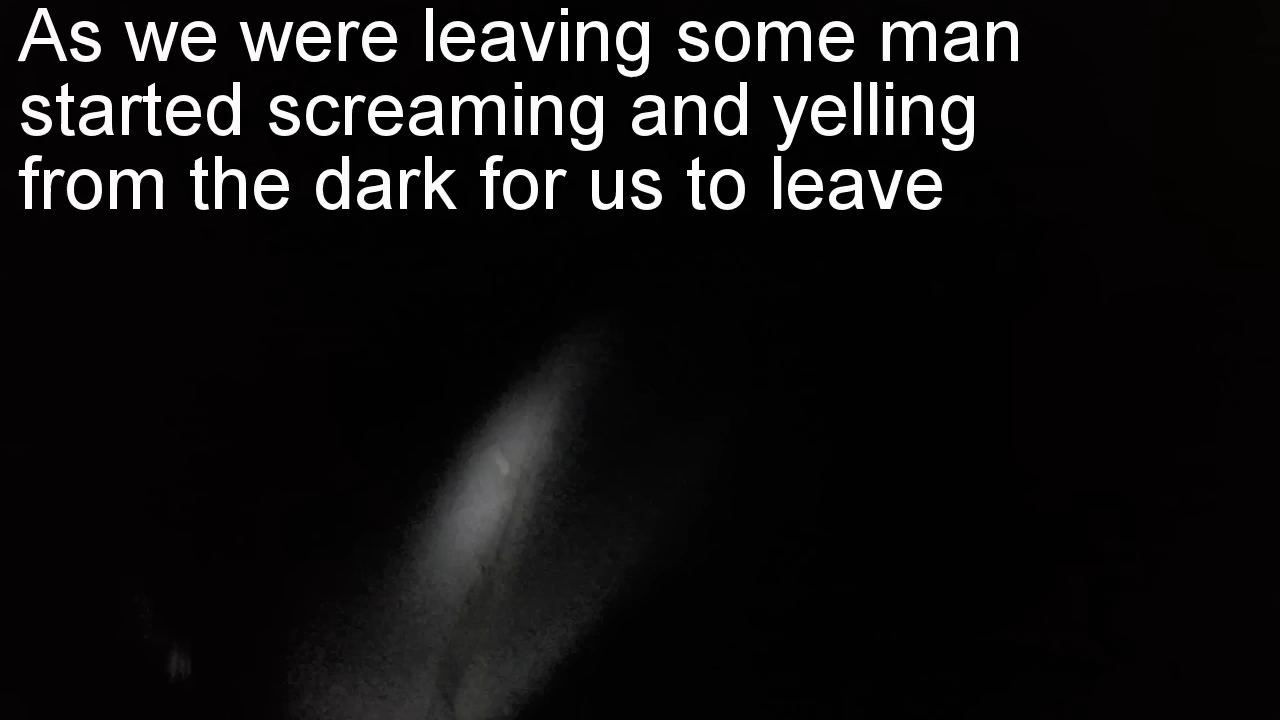 As we were leaving some man
started screaming and yelling
from the dark for us to leave